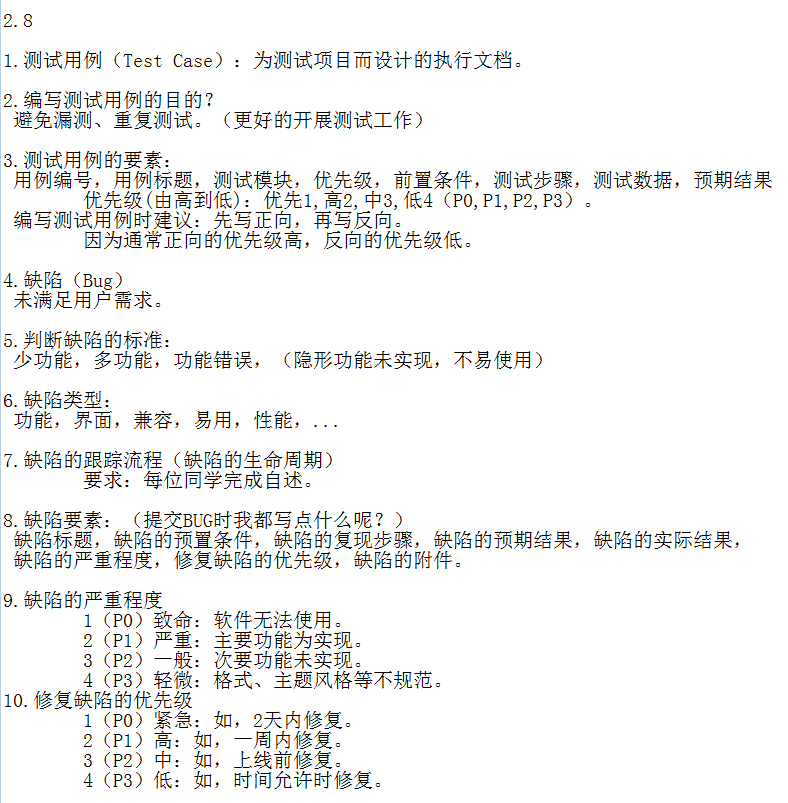 2.8
1.测试用例（Test Case）：为测试项目而设计的执行文档。
2.编写测试用例的目的？
避免漏测、重复测试。（更好的开展测试工作）
3.测试用例的要素：
用例编号，用例标题，测试模块，优先级，前置条件，测试步骤，测试数据，预期结果
优先级(由高到低)：优先1,高2,中3,低4（P0,P1,P2,P3）。
编写测试用例时建议：先写正向，再写反向。
因为通常正向的优先级高，反向的优先级低。
4.缺陷（Bug）
未满足用户需求。
5.判断缺陷的标准：
少功能，多功能，功能错误，（隐形功能未实现，不易使用）
6.缺陷类型：
功能，界面，兼容，易用，性能，...
7.缺陷的跟踪流程（缺陷的生命周期）
要求：每位同学完成自述。
8.缺陷要素：（提交BUG时我都写点什么呢？）
缺陷标题，缺陷的预置条件，缺陷的复现步骤，缺陷的预期结果，缺陷的实际结果，
缺陷的严重程度，修复缺陷的优先级，缺陷的附件。
9.缺陷的严重程度
1（P0）致命：软件无法使用。
2（P1）严重：主要功能为实现。
3（P2）一般：次要功能未实现。
4（P3）轻微：格式、主题风格等不规范。
10.修复缺陷的优先级
1（P0）紧急：如，2天内修复。
2（P1）高：如，一周内修复。
3（P2）中：如，上线前修复。
4（P3）低：如，时间允许时修复。